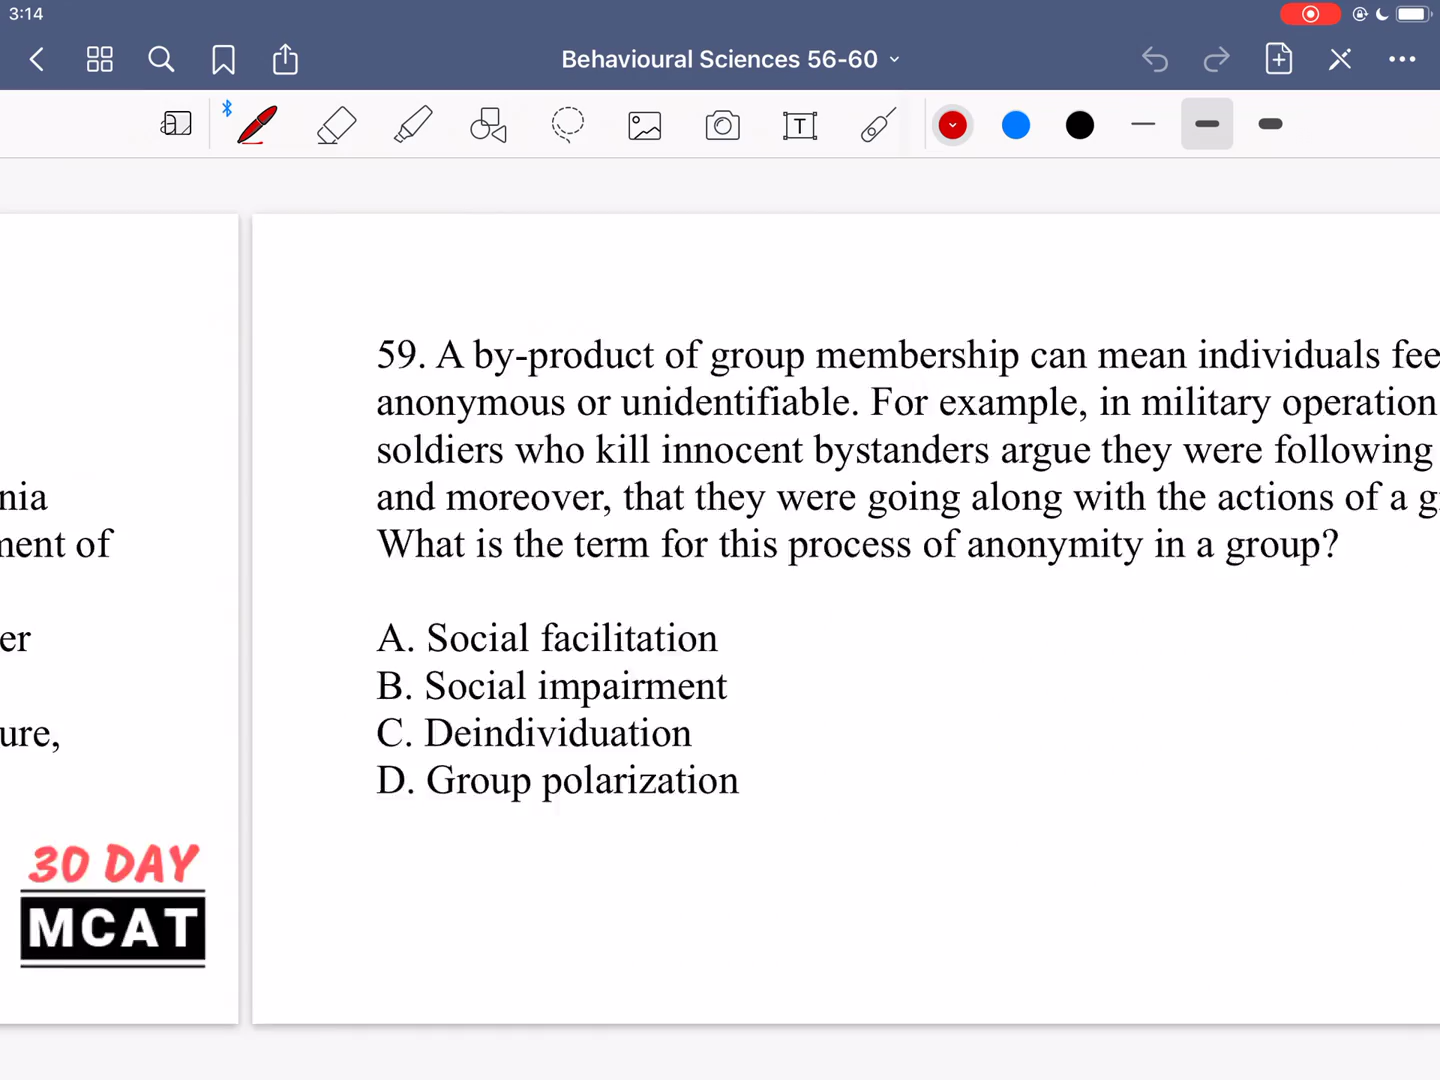 3:14
Behavioural Sciences 56-60
T
59. A by-product of group membership can mean individuals fee
anonymous or unidentifiable. For example, in military operation
soldiers who kill innocent bystanders argue they were following
and moreover, that they were going along with the actions of a g
What is the term for this process of anonymity in a group?
A. Social facilitation
B. Social impairment
C. Deindividuation
D. Group polarization
nia
ment of
er
ure,
30 DAY
MCAT